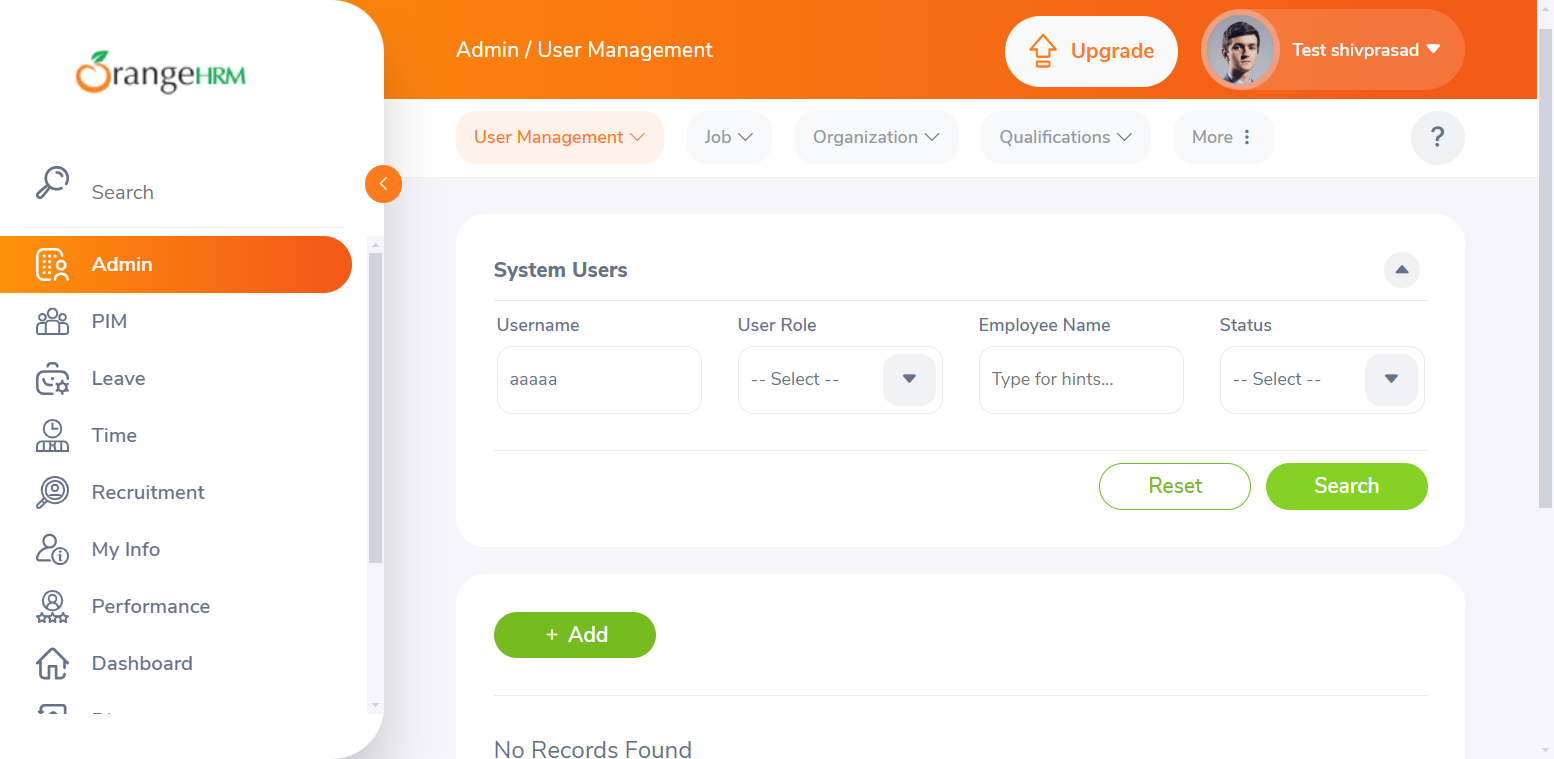 OrangeHRM
Search
Admin
PIM
Leave
Time
Recruitment
My Info
Performance
Dashboard
Admin / User Management
Upgrade
Test shivprasad
User Management
Job
Organization
Qualifications
More
?
System Users
Username
User Role
Employee Name
Status
aaaaa
-- Select --
Type for hints...
-- Select --
Reset
Search
+ Add
No Records Found